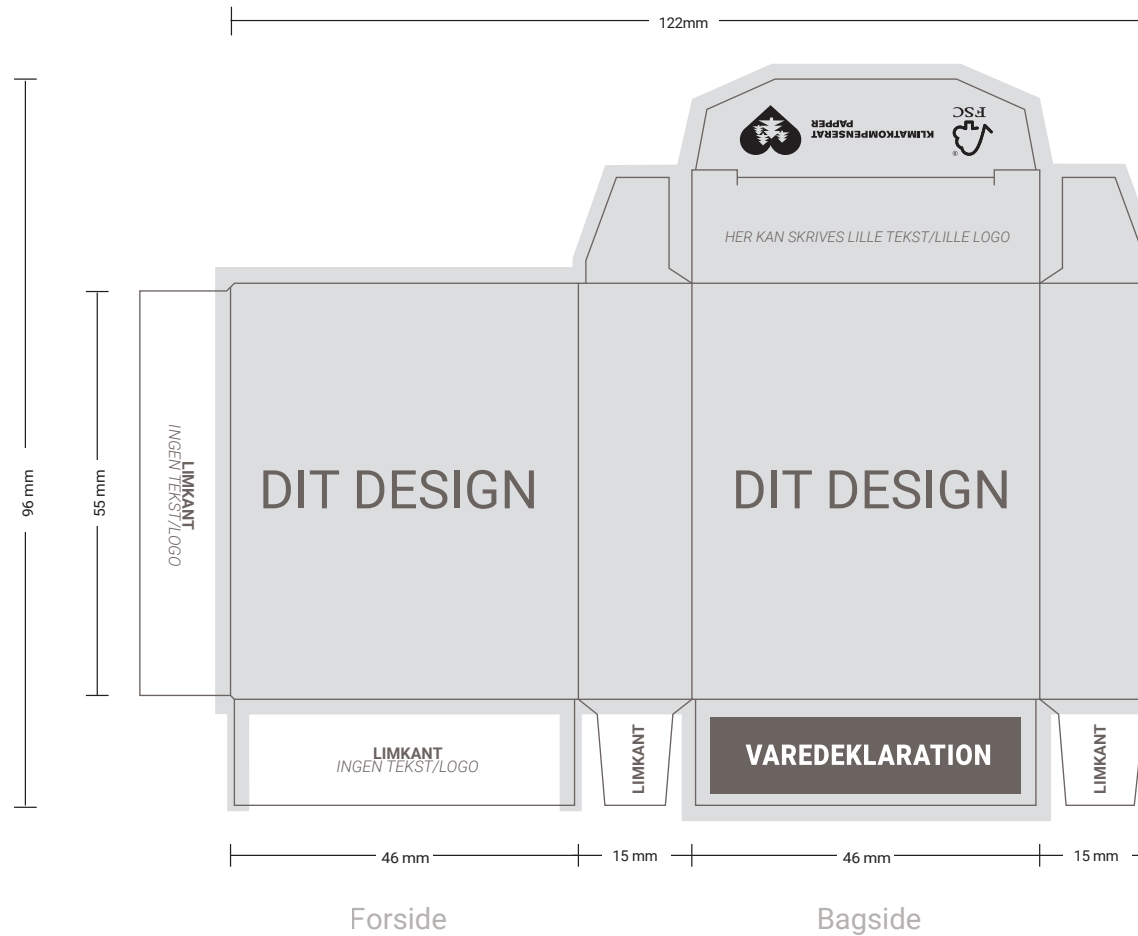 122mm
FSC
®
KLIMATKOMPENSERAT
PAPPER
HER KAN SKRIVES LILLE TEKST/LILLE LOGO
96 mm
55 mm
LIMKANT
INGEN TEKST/LOGO
DIT DESIGN
DIT DESIGN
LIMKANT
INGEN TEKST/LOGO
LIMKANT
VAREDEKLARATION
LIMKANT
46 mm
15 mm
46 mm
15 mm
Forside
Bagside